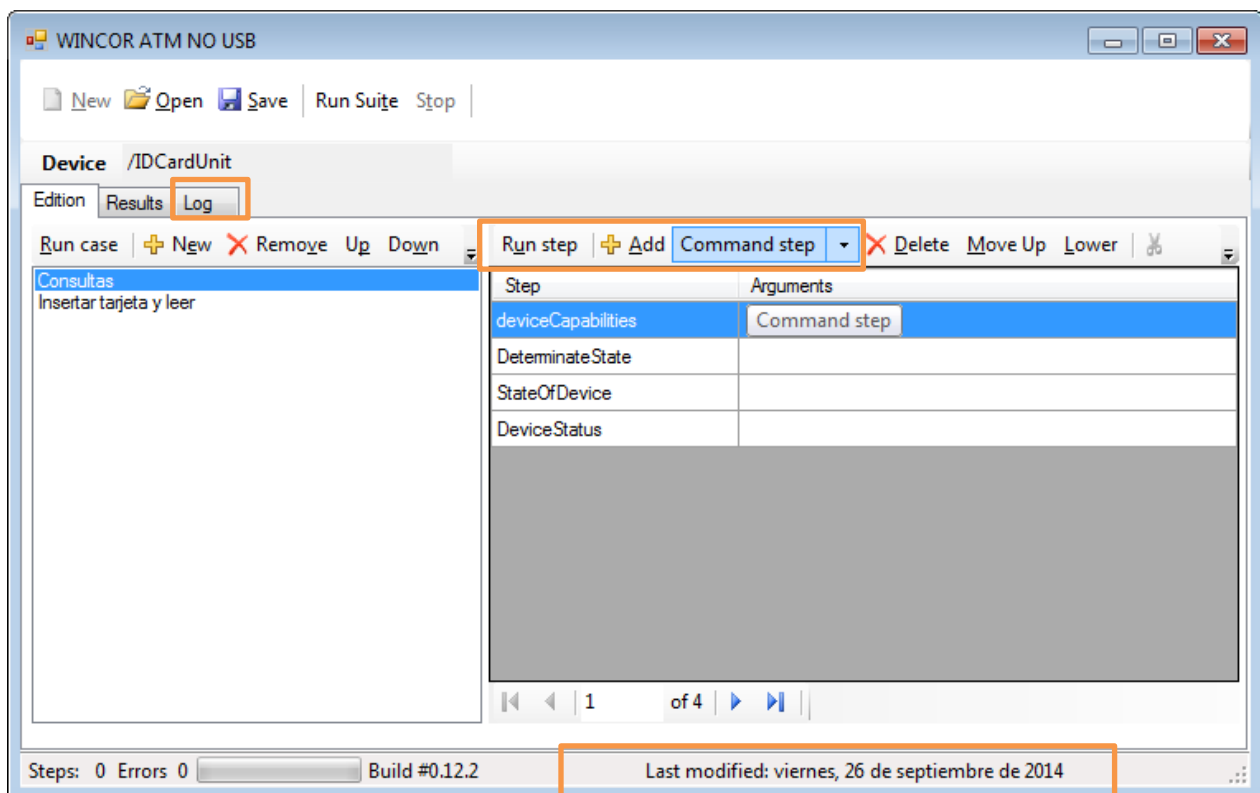 WINCOR ATM NO USB
New Open Save Run Suite Stop
Device /IDCardUnit
Edition Results Log
Run case New Remove Up Down Run step Add Command step Delete Move Up Lower
Consultas
Insertar tarjeta y leer
Step Arguments
deviceCapabilities Command step
DeterminateState
StateOfDevice
DeviceStatus
1 of 4
Steps: 0 Errors 0 Build #0.12.2 Last modified: viernes, 26 de septiembre de 2014